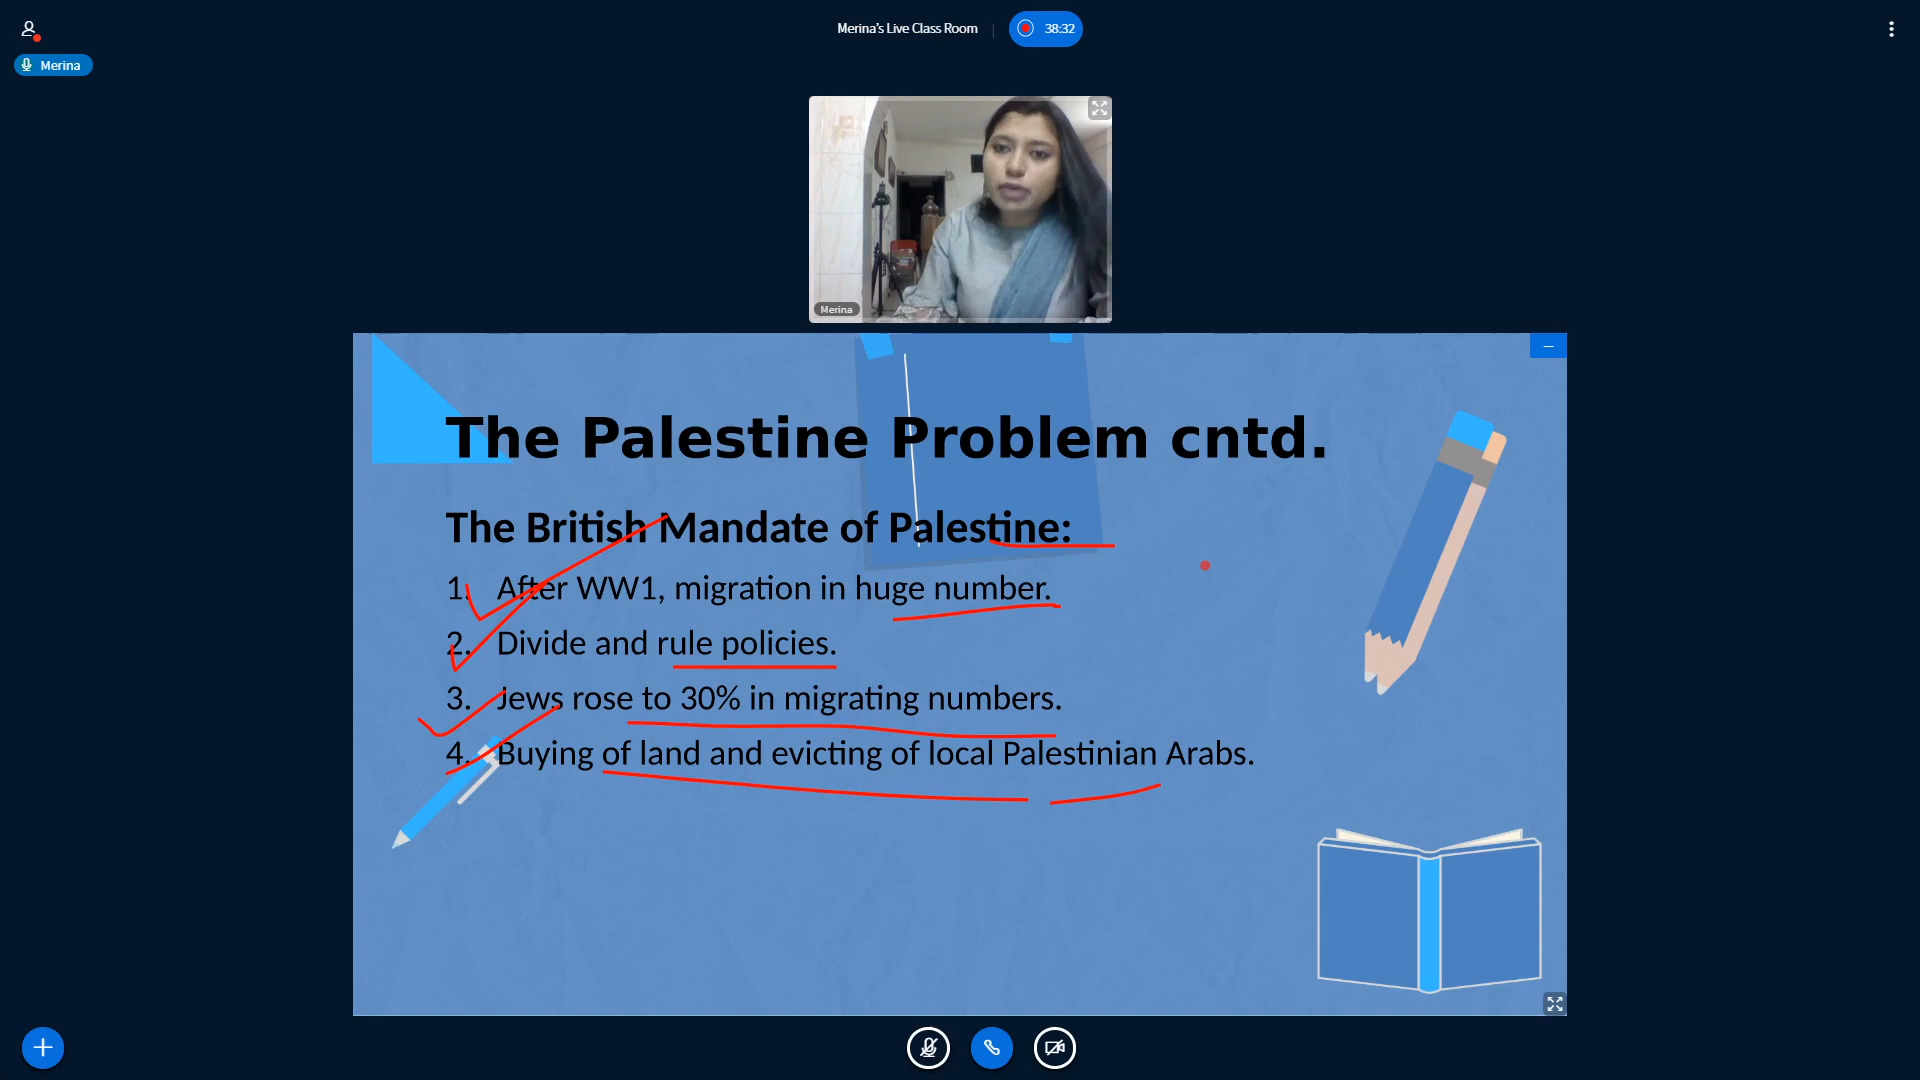 Merina's Live Class Room
38:32
Merina
Merina
The Palestine Problem cntd.
The British Mandate of Palestine:
1. After WW1, migration in huge number.
2. Divide and rule policies.
3. Jews rose to 30% in migrating numbers.
4. Buying of land and evicting of local Palestinian Arabs.